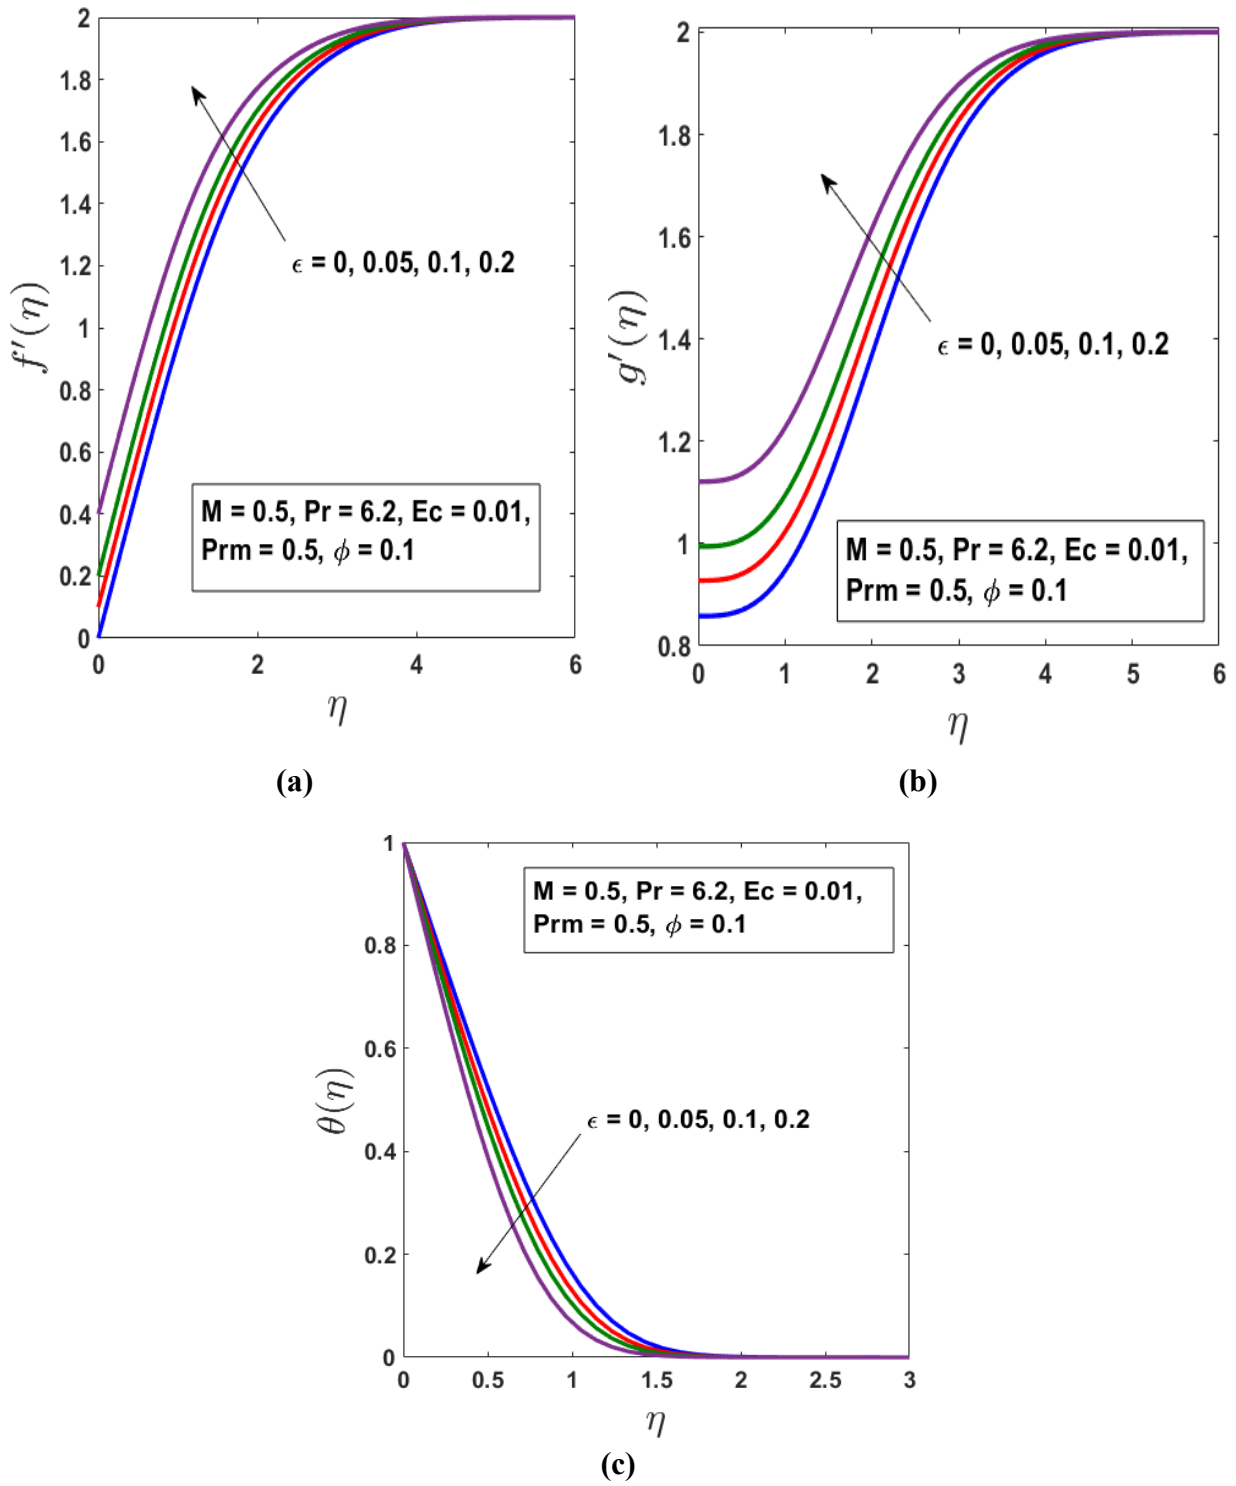 2
1.8
1.6
1.4
1.2
1
0.8
0.6
0.4
0.2
0
f′(η)
ϵ = 0, 0.05, 0.1, 0.2
M = 0.5, Pr = 6.2, Ec = 0.01,
Prm = 0.5, ϕ = 0.1
0 2 4 6
η
(a)
2
1.8
1.6
1.4
1.2
1
0.8
g′(η)
ϵ = 0, 0.05, 0.1, 0.2
M = 0.5, Pr = 6.2, Ec = 0.01,
Prm = 0.5, ϕ = 0.1
0 1 2 3 4 5 6
η
(b)
1
0.8
0.6
0.4
0.2
0
θ(η)
M = 0.5, Pr = 6.2, Ec = 0.01,
Prm = 0.5, ϕ = 0.1
ϵ = 0, 0.05, 0.1, 0.2
0 0.5 1 1.5 2 2.5 3
η
(c)